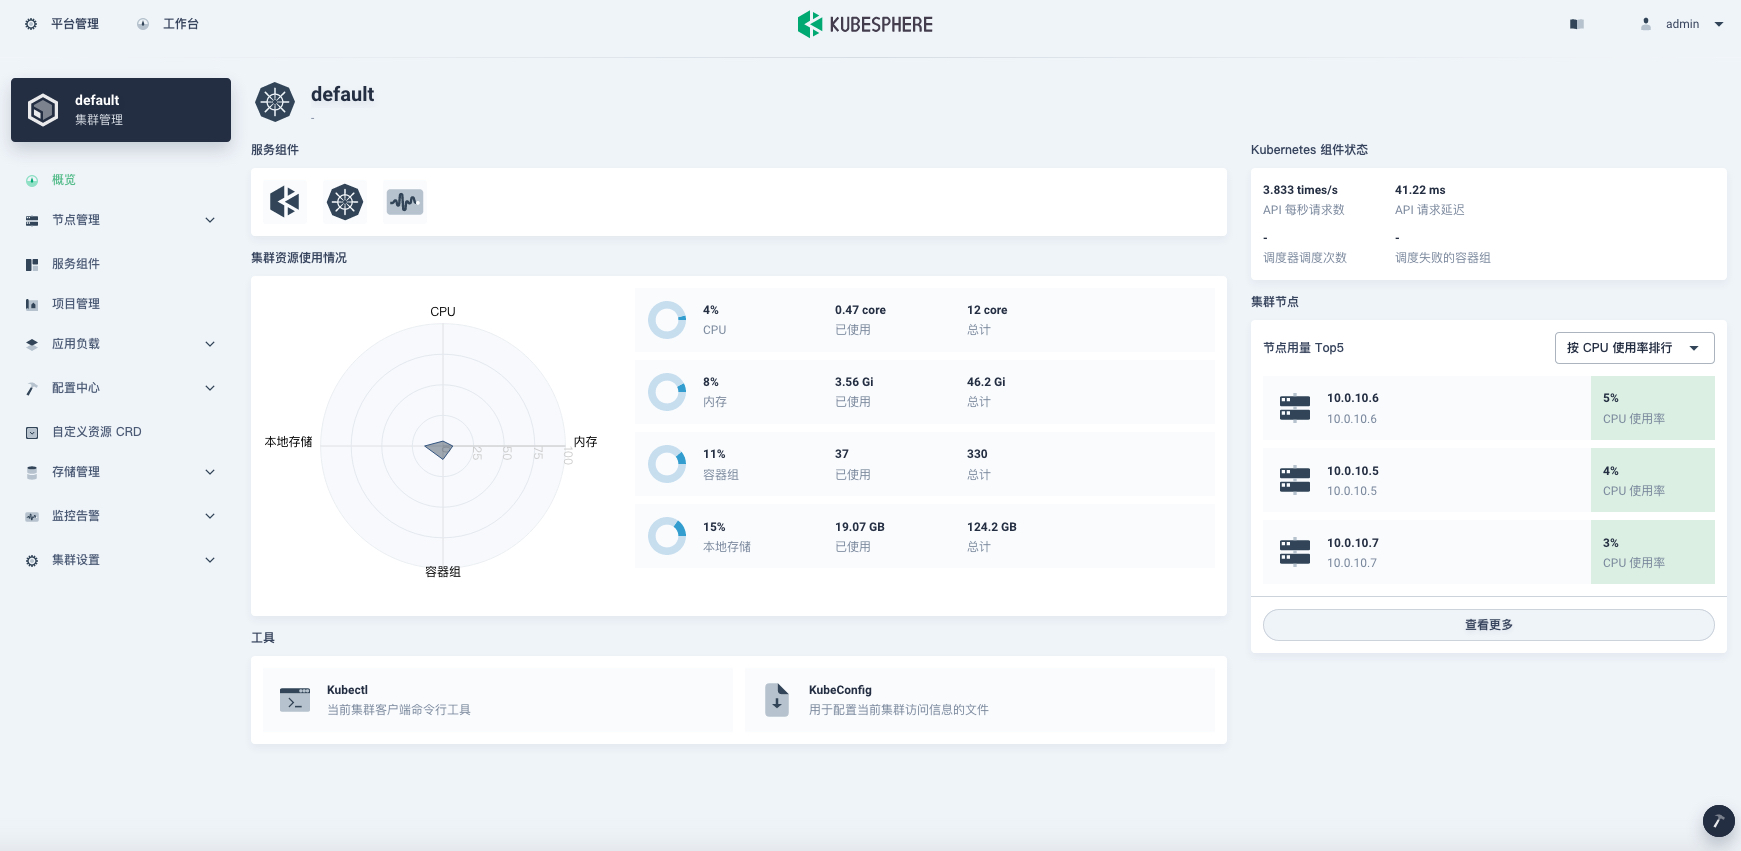 平台管理
工作台
KUBESPHERE
admin
default
集群管理
概览
节点管理
服务组件
项目管理
应用负载
配置中心
自定义资源 CRD
存储管理
监控告警
集群设置
default
-
服务组件
集群资源使用情况
CPU
本地存储
内存
容器组
0
25
50
75
100
4%
CPU
0.47 core
已使用
12 core
总计
8%
内存
3.56 Gi
已使用
46.2 Gi
总计
11%
容器组
37
已使用
330
总计
15%
本地存储
19.07 GB
已使用
124.2 GB
总计
工具
Kubectl
当前集群客户端命令行工具
KubeConfig
用于配置当前集群访问信息的文件
Kubernetes 组件状态
3.833 times/s
API 每秒请求数
41.22 ms
API 请求延迟
-
调度器调度次数
-
调度失败的容器组
集群节点
节点用量 Top5
按 CPU 使用率排行
10.0.10.6
10.0.10.6
5%
CPU 使用率
10.0.10.5
10.0.10.5
4%
CPU 使用率
10.0.10.7
10.0.10.7
3%
CPU 使用率
查看更多